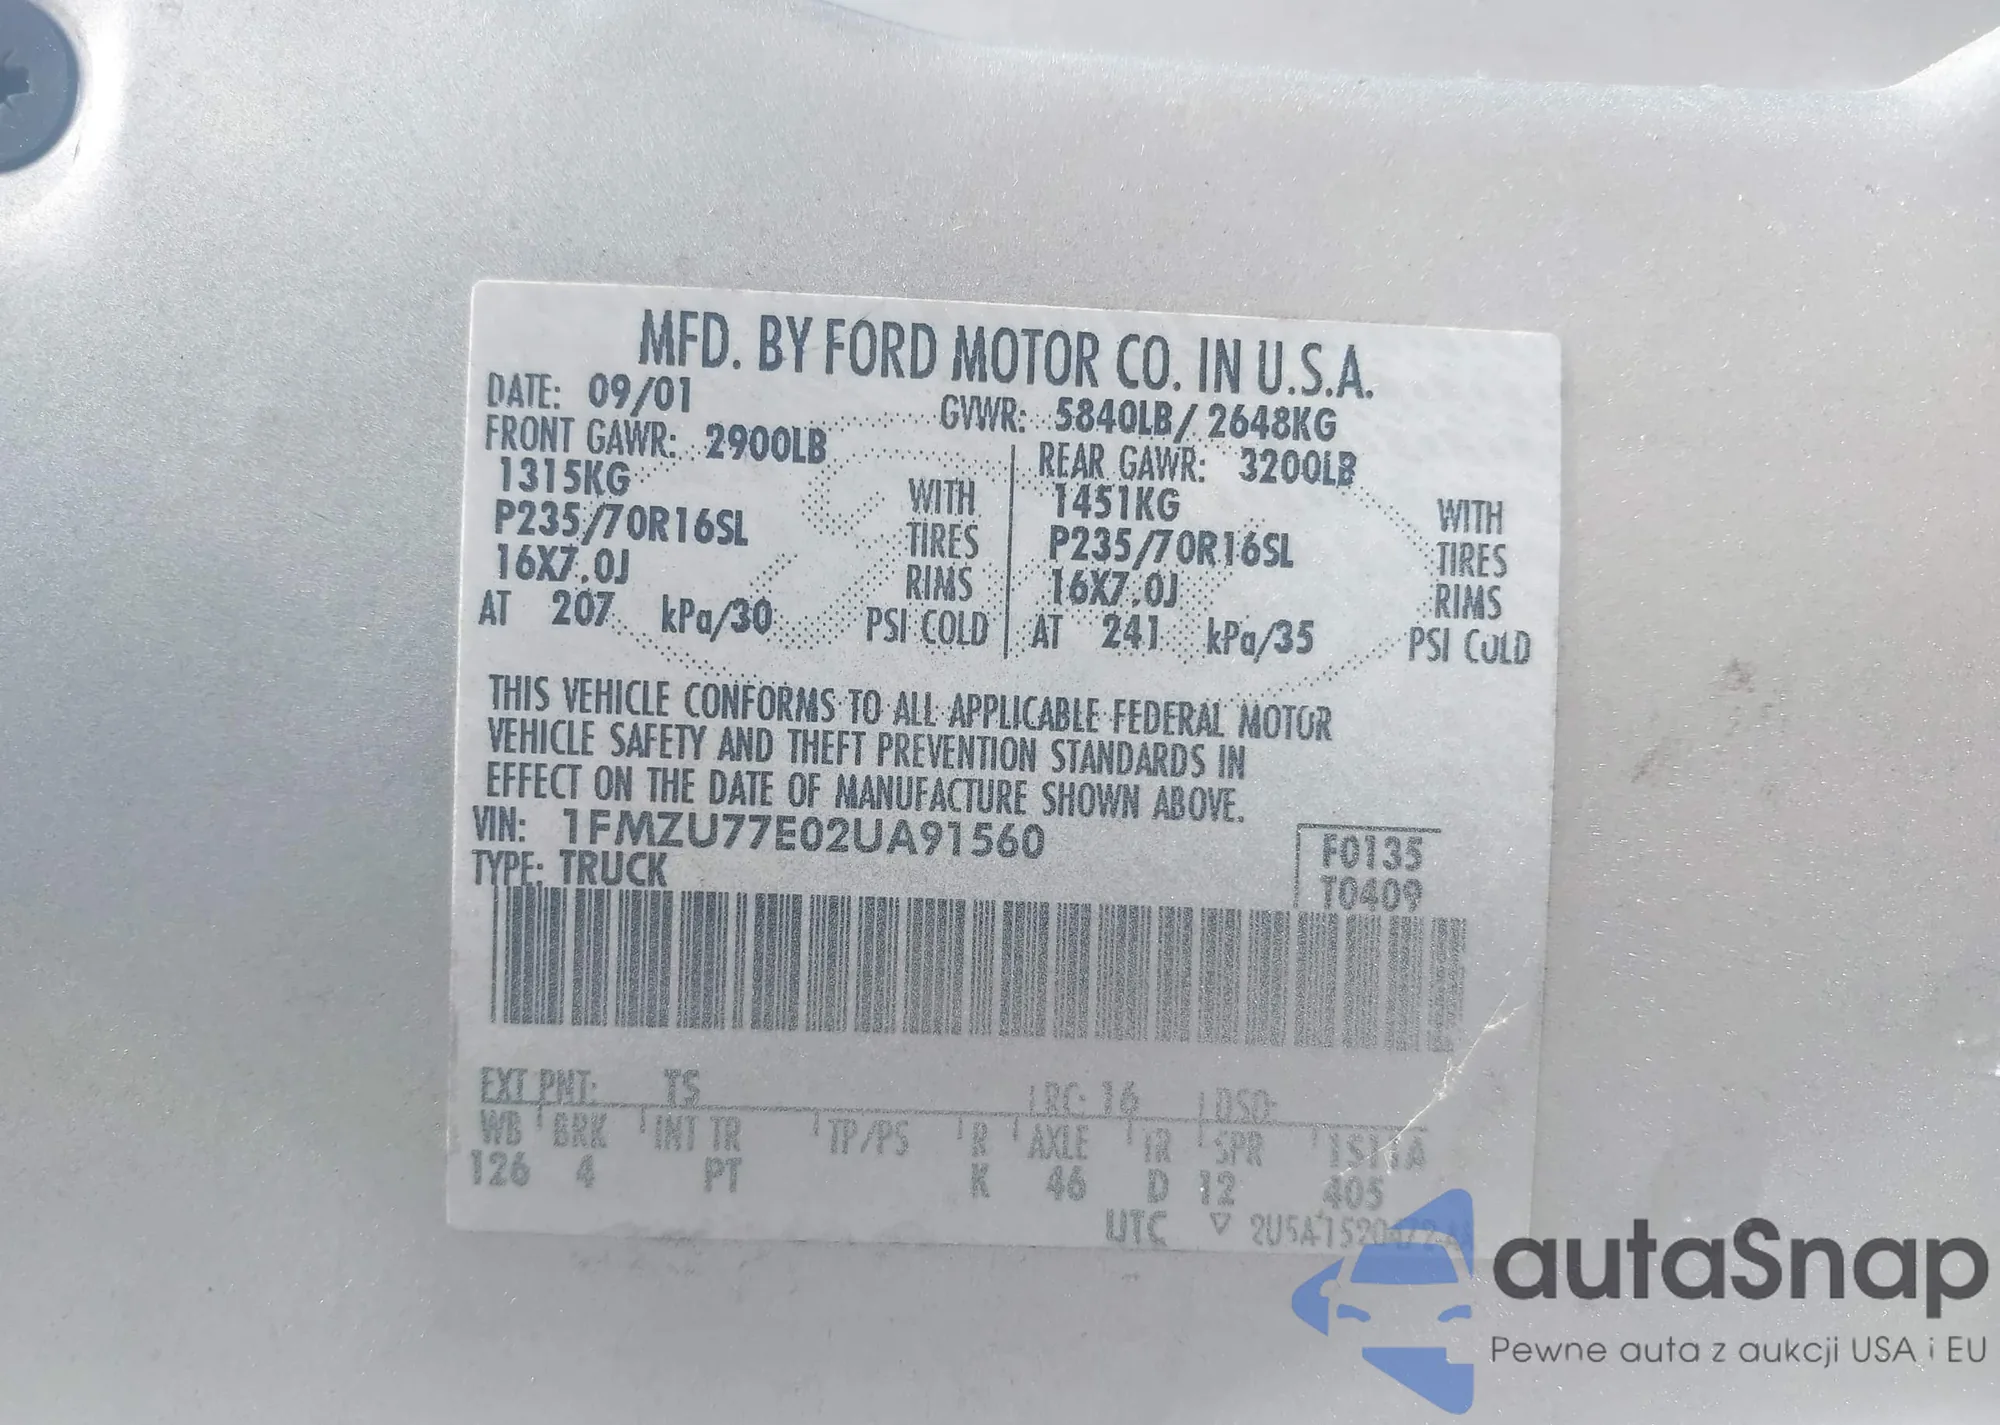 MFD. BY FORD MOTOR CO. IN U.S.A.
DATE: 09/01 GVWR: 5840LB/ 2648KG
FRONT GAWR: 2900LB REAR GAWR: 3200LB
1315KG WITH 1451KG WITH
P235/70R16SL TIRES P235/70R16SL TIRES
16X7.0J RIMS 16X7.0J RIMS
AT 207 kPa/30 PSI COLD AT 241 kPa/35 PSI COLD
THIS VEHICLE CONFORMS TO ALL APPLICABLE FEDERAL MOTOR
VEHICLE SAFETY AND THEFT PREVENTION STANDARDS IN
EFFECT ON THE DATE OF MANUFACTURE SHOWN ABOVE.
VIN: 1FMZU77E02UA91560
F0135
TYPE: TRUCK
T0409
EXT PNT: TS RC: 16 DSO:
WB BRK INT TR TP/PS R AXLE TR SPR
126 4 PT K 46 D 12 405
UTC
autaSnap
Pewne auta z aukcji USA i EU